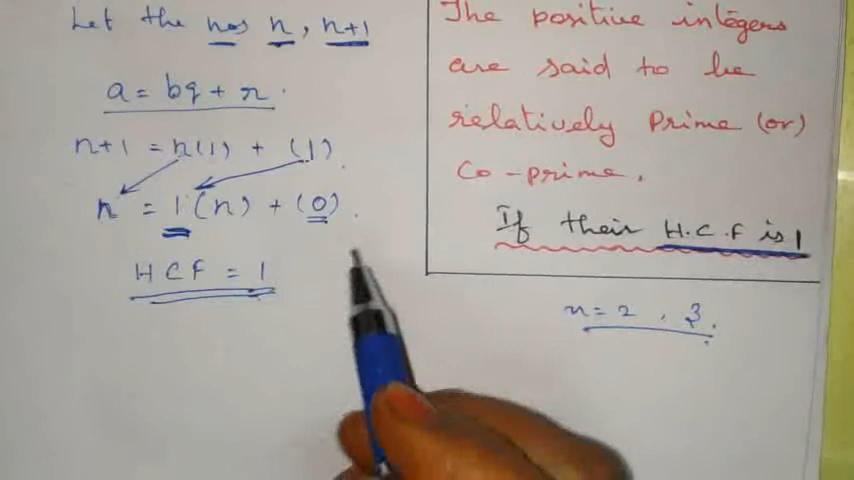 Let the nos n, n+1
a = bq + r.
n+1 = n(1) + (1).
n = 1(n) + (0).
HCF = 1
The positive integers
are said to be
relatively Prime (or)
Co-prime.
If their H.C.F is 1
n = 2, 3.